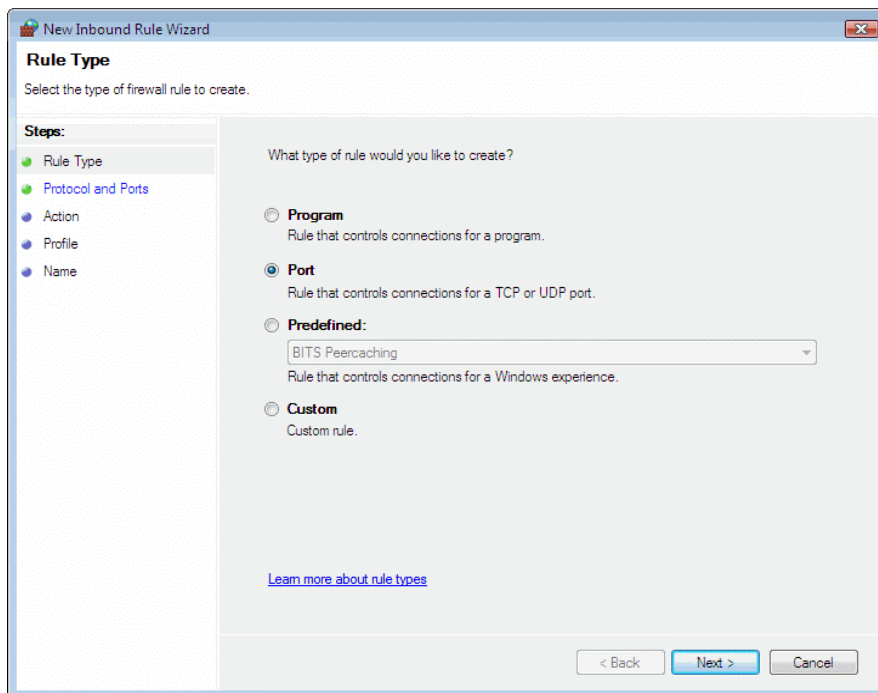 New Inbound Rule Wizard
Rule Type
Select the type of firewall rule to create.
Steps:
Rule Type
Protocol and Ports
Action
Profile
Name
What type of rule would you like to create?
Program
Rule that controls connections for a program.
Port
Rule that controls connections for a TCP or UDP port.
Predefined:
BITS Peercaching
Rule that controls connections for a Windows experience.
Custom
Custom rule.
Learn more about rule types
< Back Next > Cancel